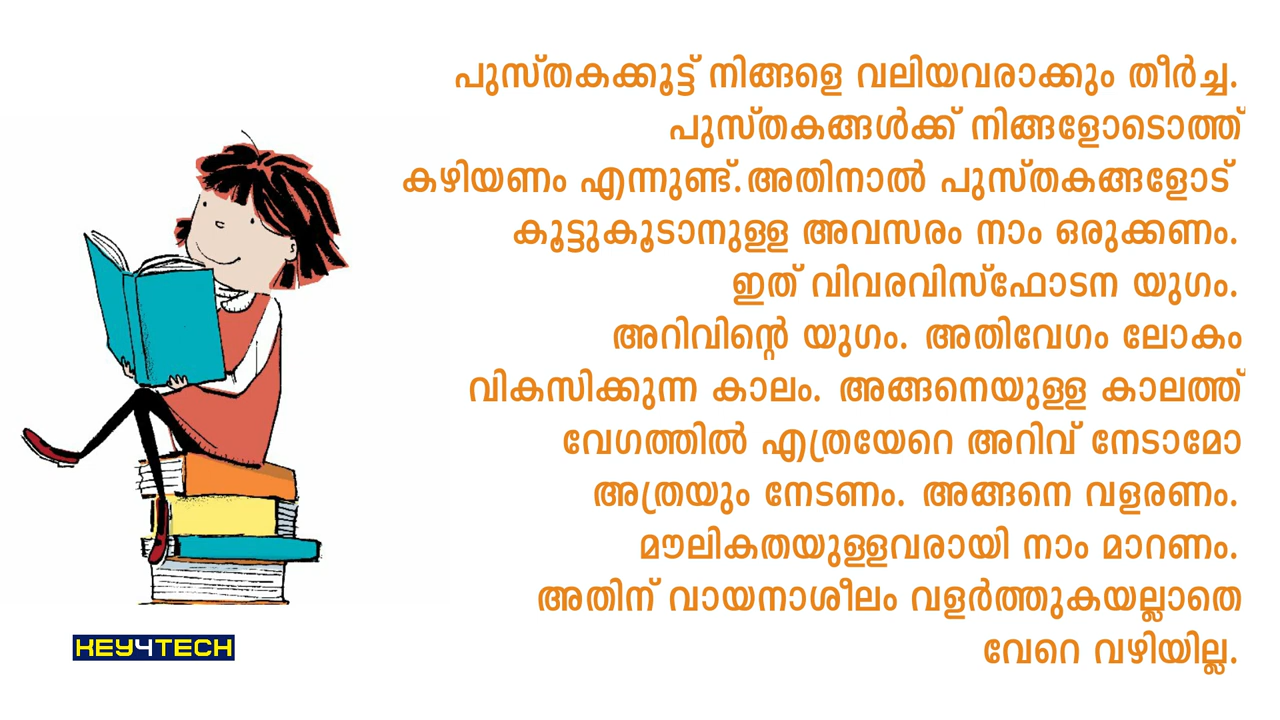 പുസ്തകക്കൂട്ട് നിങ്ങളെ വലിയവരാക്കും തീർച്ച.
പുസ്തകങ്ങൾക്ക് നിങ്ങളോടൊത്ത്
കഴിയണം എന്നുണ്ട്.അതിനാൽ പുസ്തകങ്ങളോട്
കൂട്ടുകൂടാനുള്ള അവസരം നാം ഒരുക്കണം.
ഇത് വിവരവിസ്ഫോടന യുഗം.
അറിവിന്റെ യുഗം. അതിവേഗം ലോകം
വികസിക്കുന്ന കാലം. അങ്ങനെയുള്ള കാലത്ത്
വേഗത്തിൽ എത്രയേറെ അറിവ് നേടാമോ
അത്രയും നേടണം. അങ്ങനെ വളരണം.
മൗലികതയുള്ളവരായി നാം മാറണം.
അതിന് വായനാശീലം വളർത്തുകയല്ലാതെ
വേറെ വഴിയില്ല.
KEY4TECH